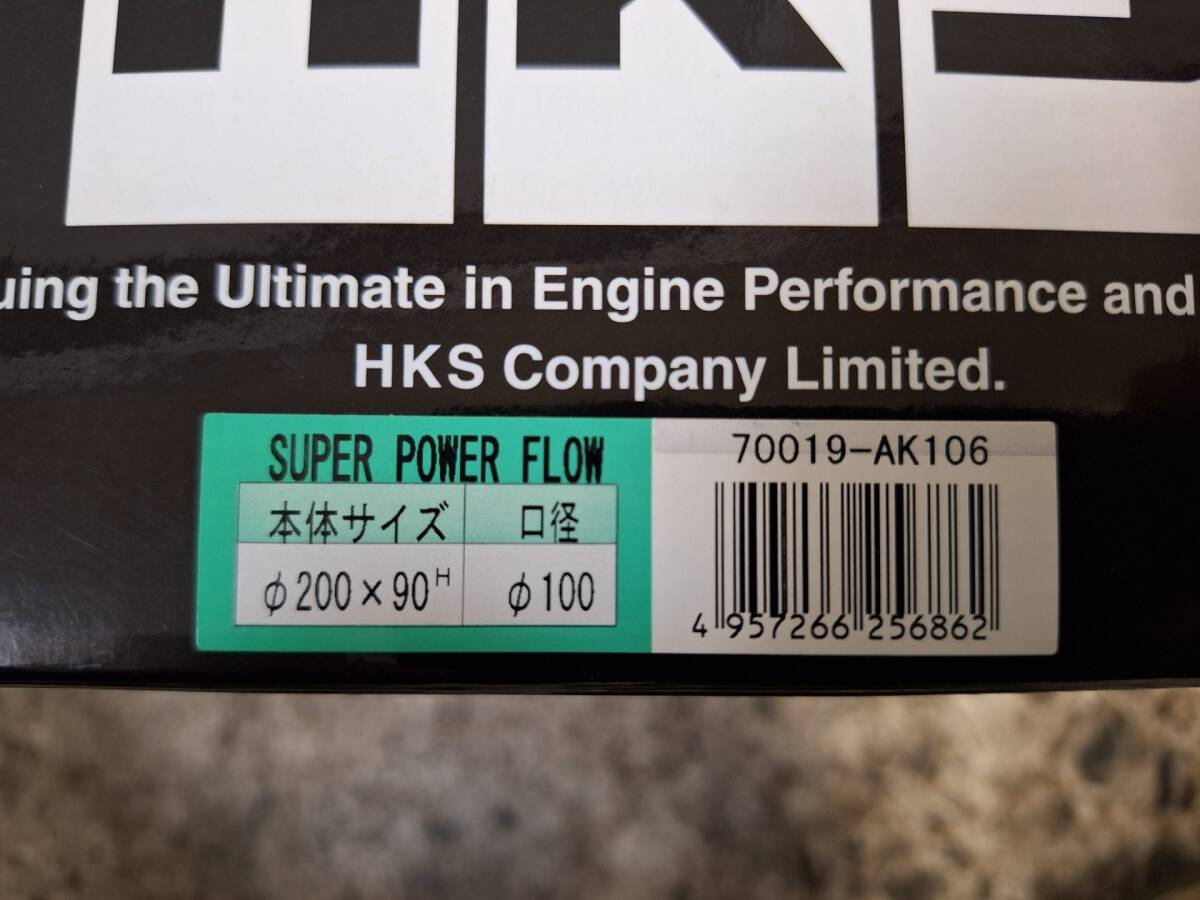 HKS
uing the Ultimate in Engine Performance and
HKS Company Limited.
SUPER POWER FLOW
本体サイズ 口径
φ200×90H φ100
70019-AK106
4 957266 256862